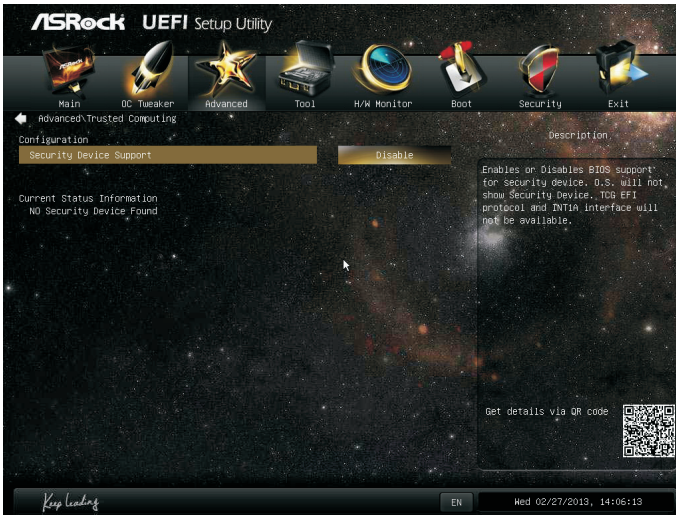 ASRock UEFI Setup Utility
ASRock
Main OC Tweaker Advanced Tool H/W Monitor Boot Security Exit
Advanced\Trusted Computing
Configuration
Security Device Support Disable
Current Status Information
NO Security Device Found
Description
Enables or Disables BIOS support
for security device. O.S. will not
show Security Device. TCG EFI
protocol and INT1A interface will
not be available.
Get details via QR code
Keep Leading
EN
Wed 02/27/2013, 14:06:13